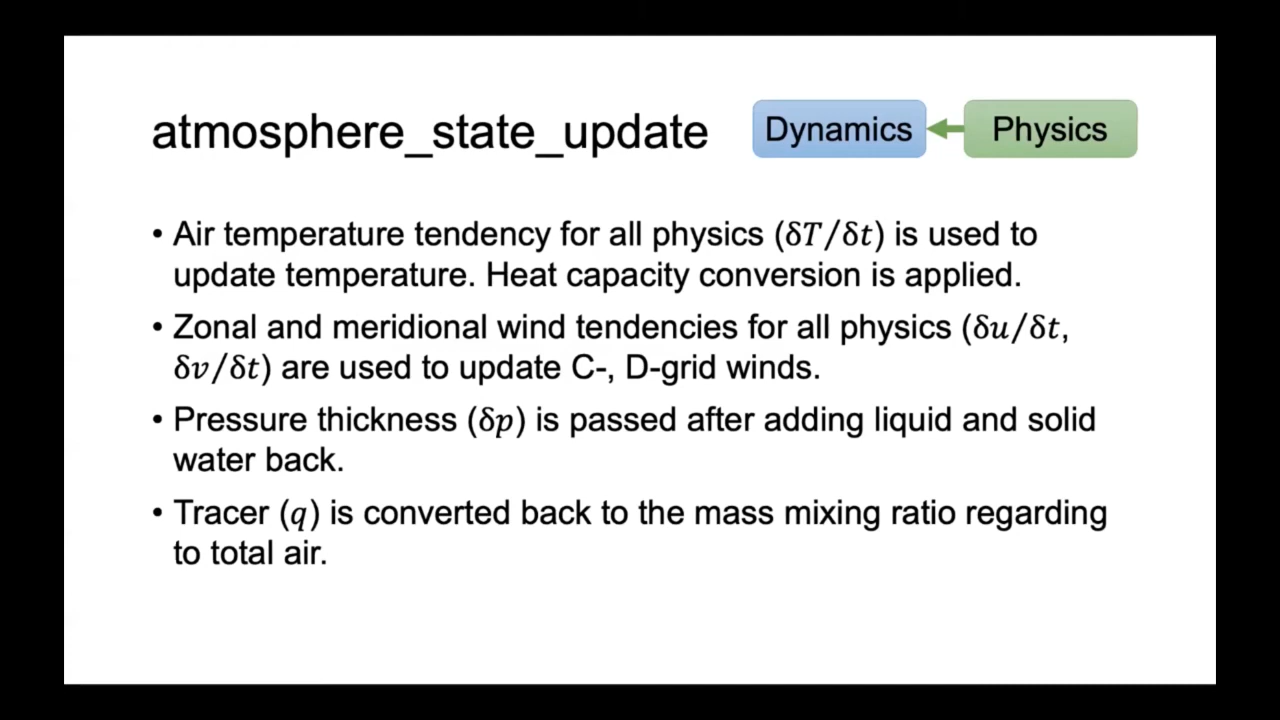 atmosphere_state_update
Dynamics
Physics
• Air temperature tendency for all physics (δT/δt) is used to
update temperature. Heat capacity conversion is applied.
• Zonal and meridional wind tendencies for all physics (δu/δt,
δv/δt) are used to update C-, D-grid winds.
• Pressure thickness (δp) is passed after adding liquid and solid
water back.
• Tracer (q) is converted back to the mass mixing ratio regarding
to total air.